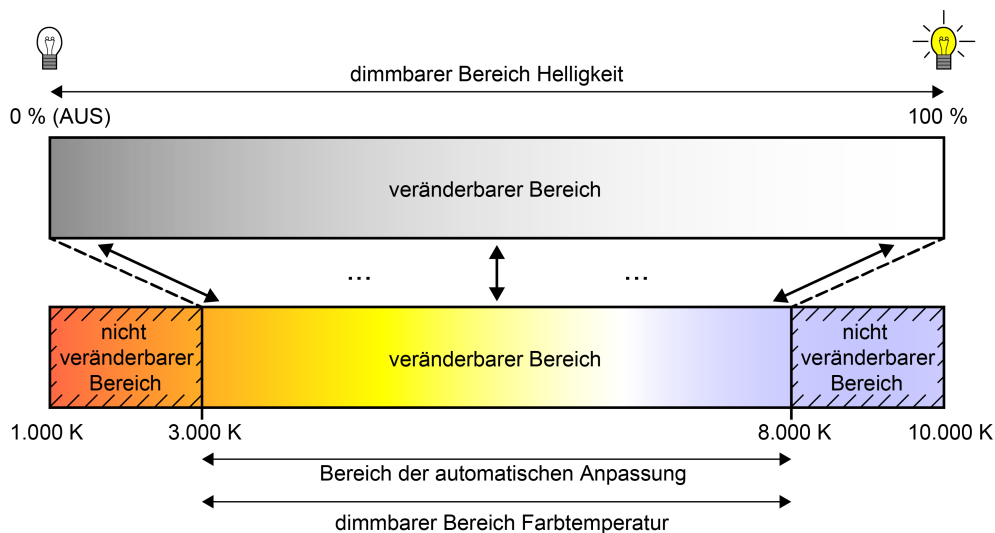 dimmbarer Bereich Helligkeit
0 % (AUS)
100 %
veränderbarer Bereich
...
...
nicht
veränderbarer
Bereich
veränderbarer Bereich
nicht
veränderbarer
Bereich
1.000 K
3.000 K
8.000 K
10.000 K
Bereich der automatischen Anpassung
dimmbarer Bereich Farbtemperatur